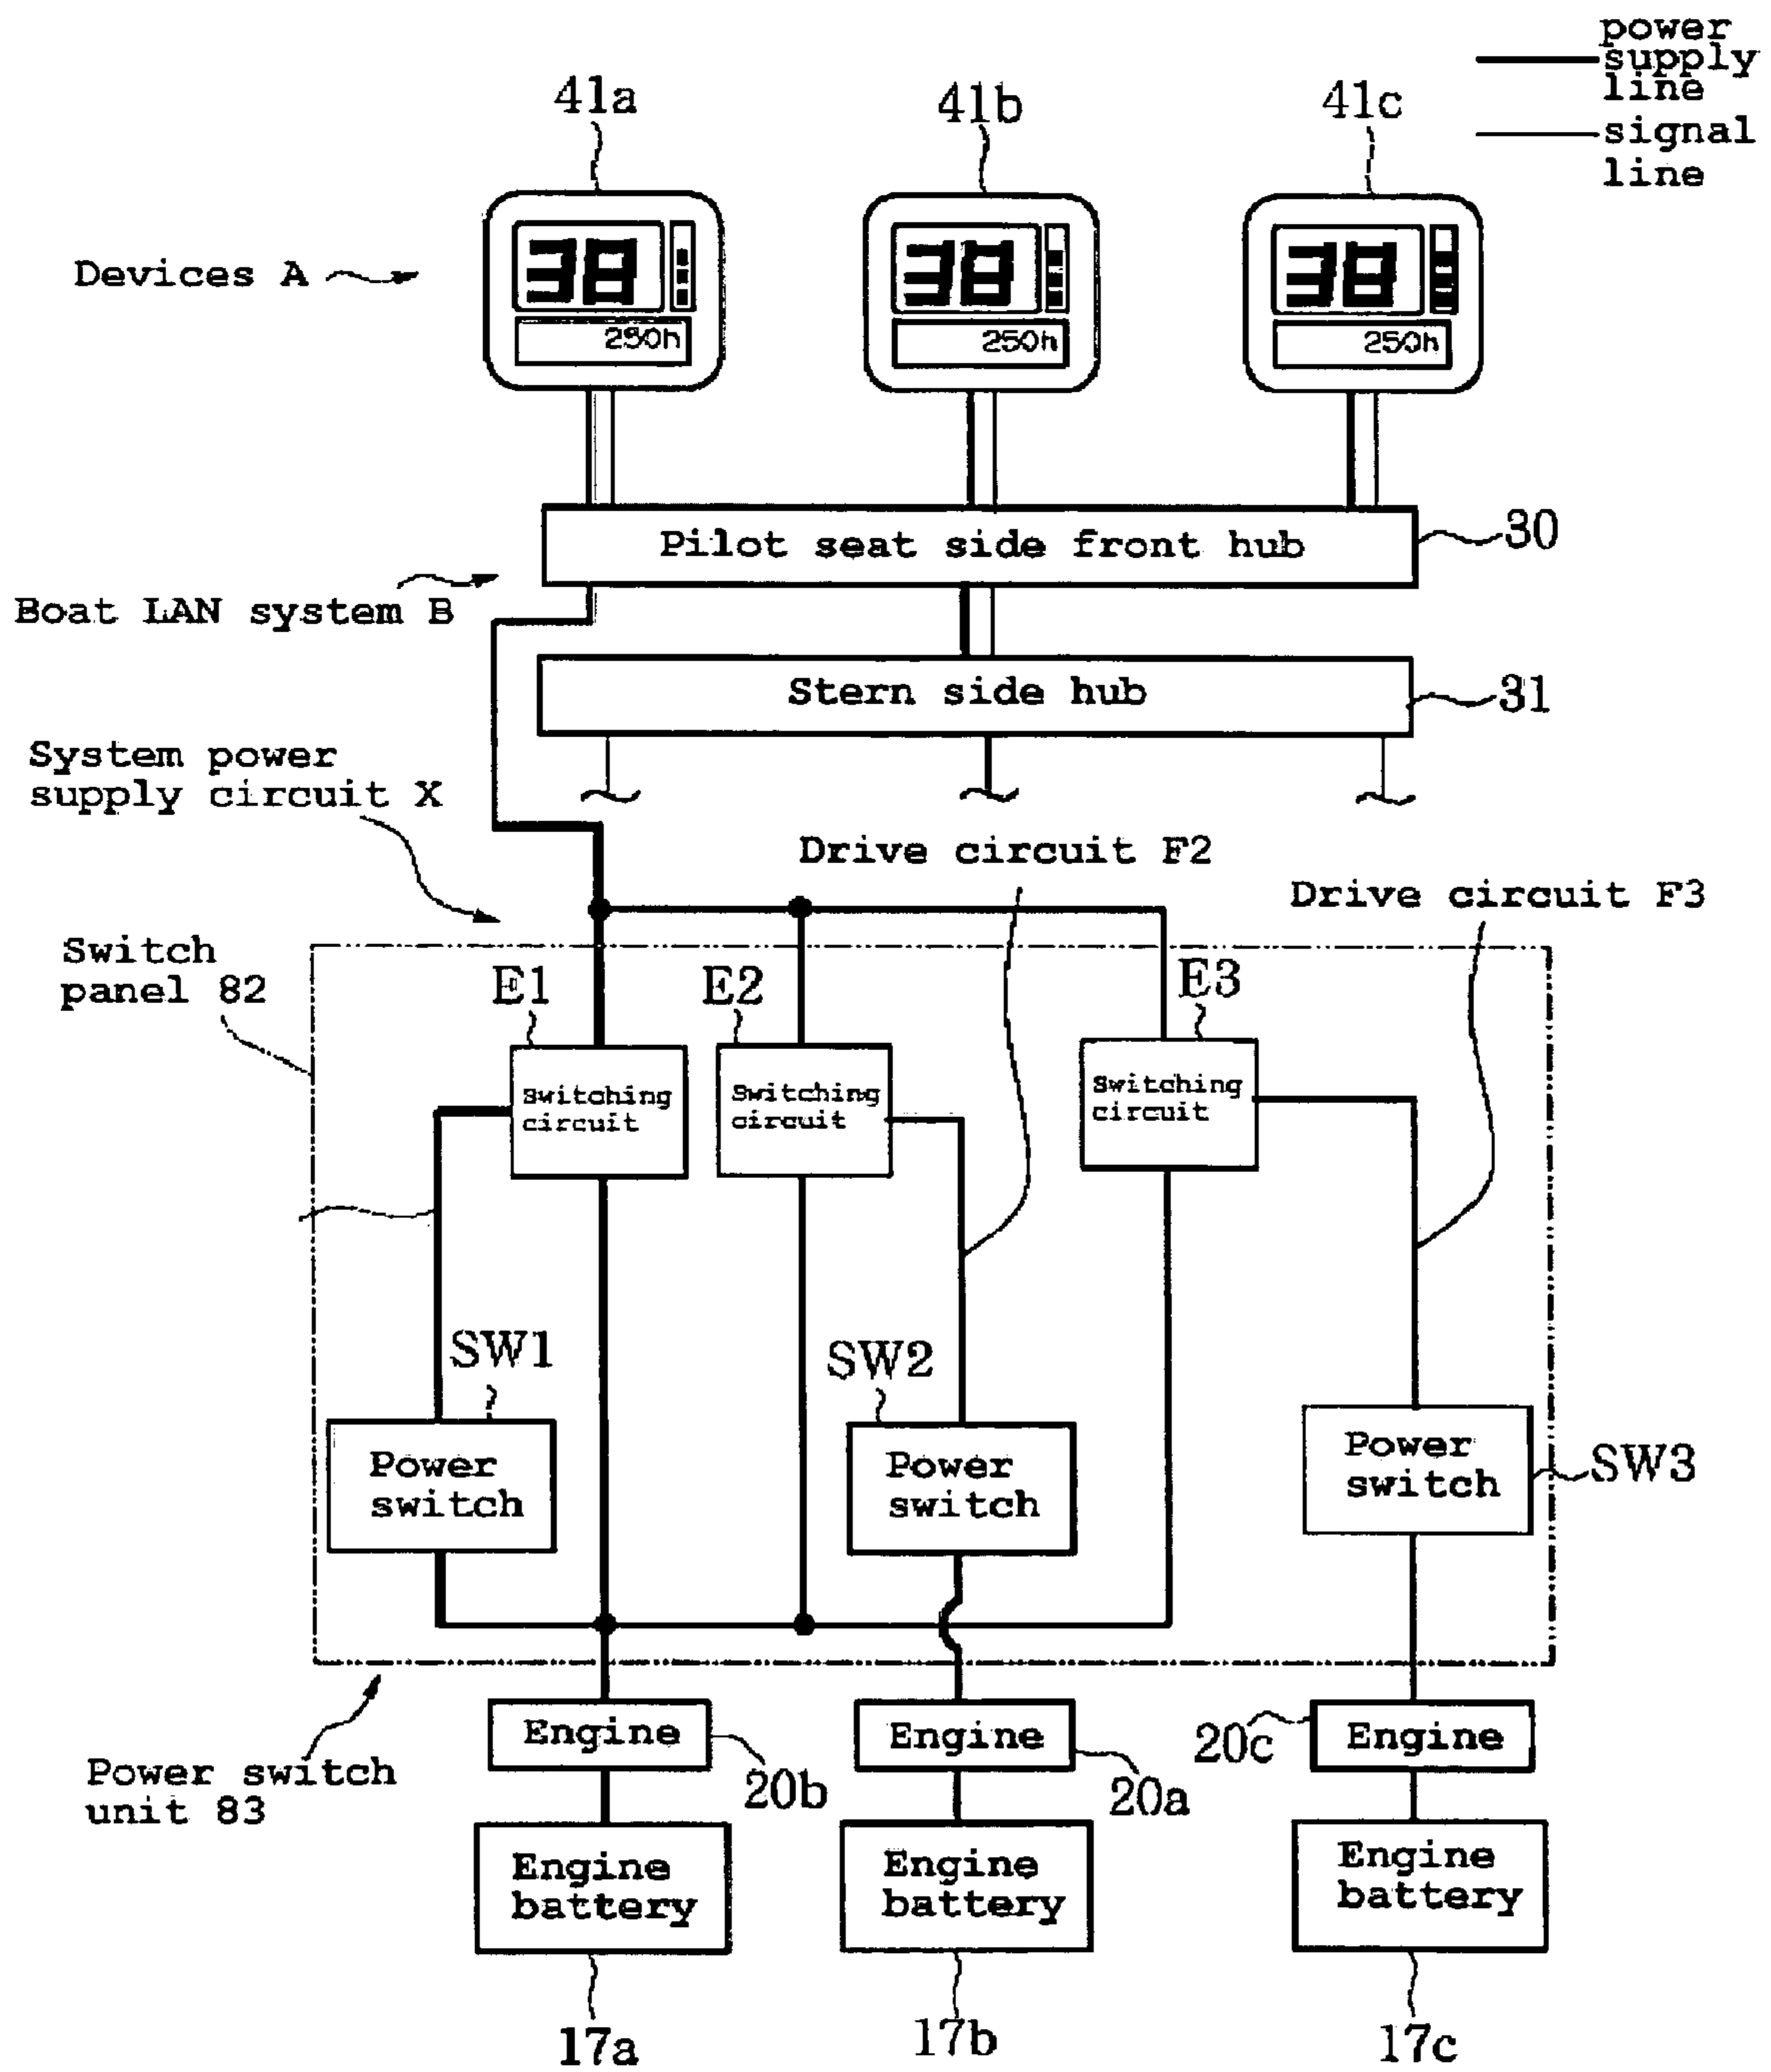 power
supply
line
signal
line
41a
41b
41c
Devices A
38
250h
38
250h
38
250h
Pilot seat side front hub
30
Boat LAN system B
Stern side hub
31
System power
supply circuit X
Drive circuit F2
Drive circuit F3
Switch
panel 82
E1
E2
E3
Switching
circuit
Switching
circuit
Switching
circuit
SW1
SW2
SW3
Power
switch
Power
switch
Power
switch
Engine
20b
Engine
20a
20c
Engine
Power switch
unit 83
Engine
battery
Engine
battery
Engine
battery
17a
17b
17c